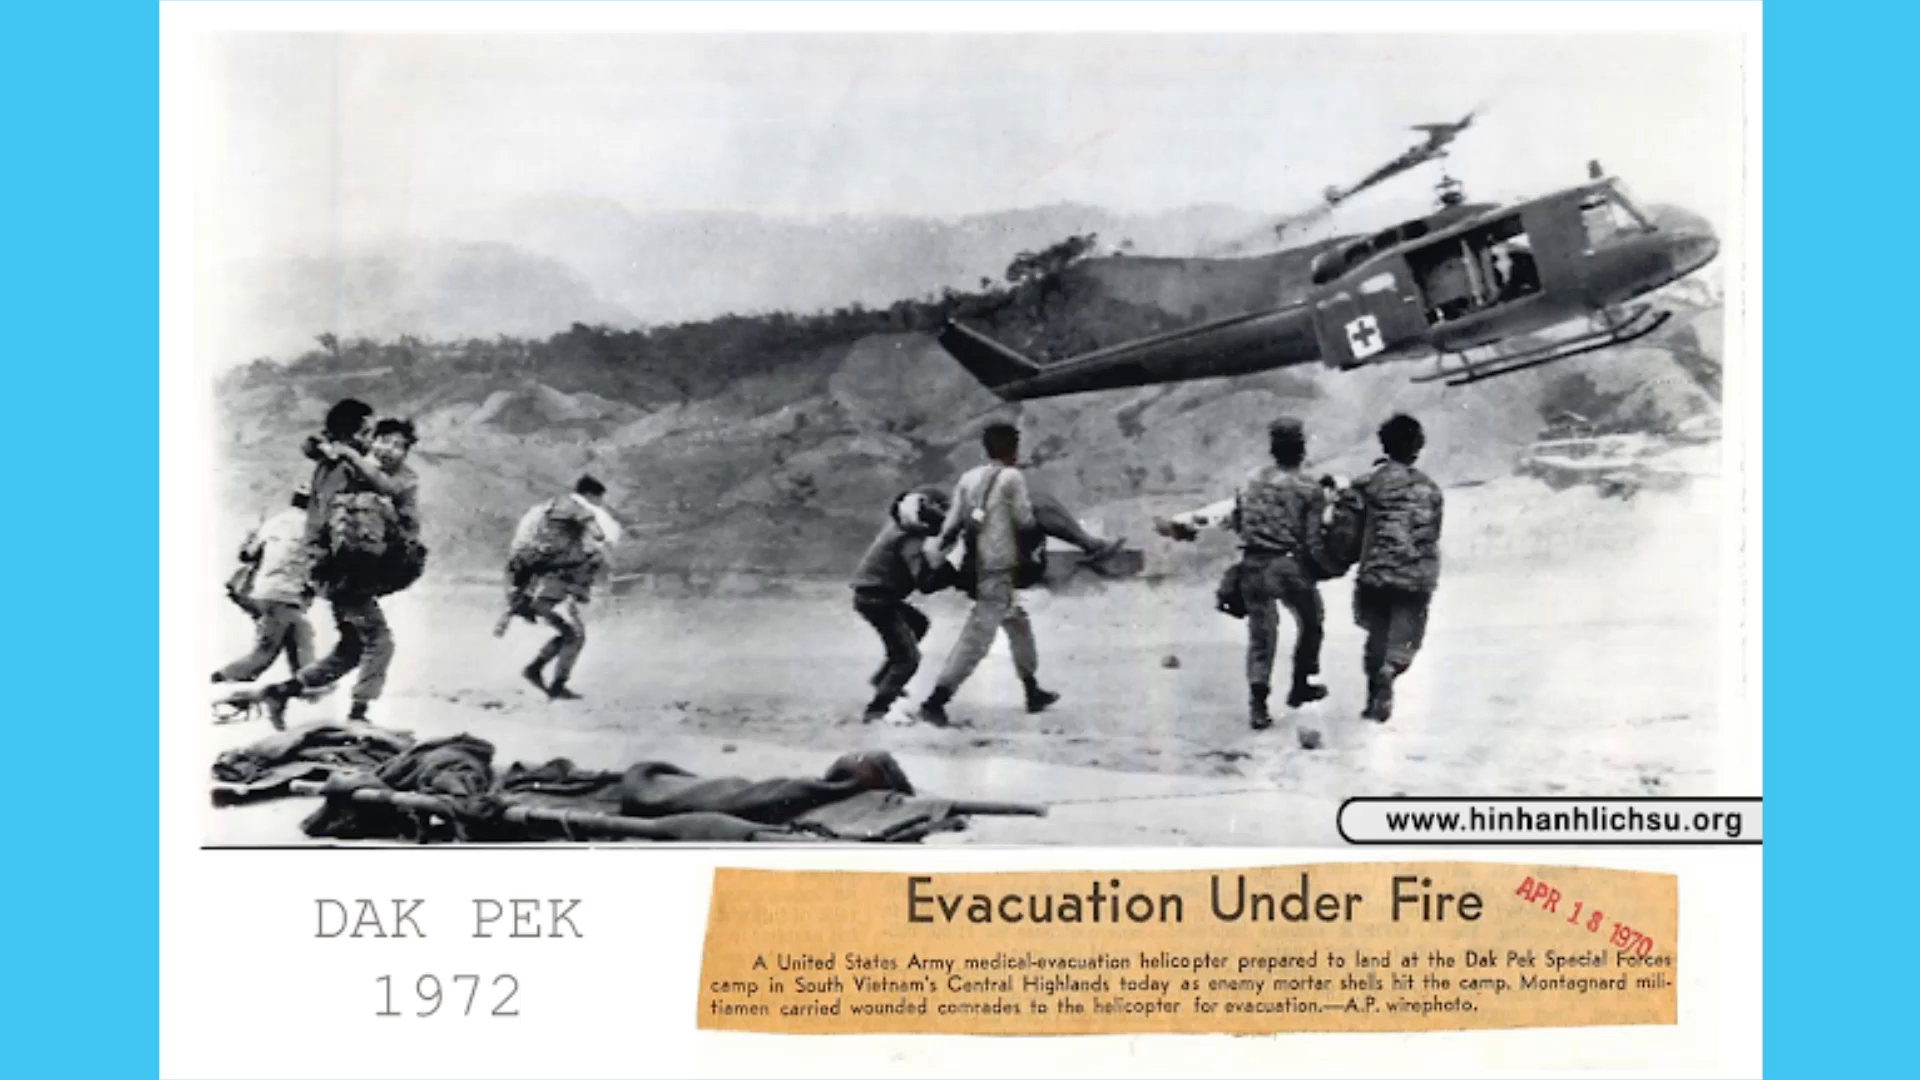 www.hinhanhlichsu.org
DAK PEK
1972
Evacuation Under Fire
APR 18 1970
A United States Army medical-evacuation helicopter prepared to land at the Dak Pek Special Forces
camp in South Vietnam's Central Highlands today as enemy mortar shells hit the camp. Montagnard mili-
tiamen carried wounded comrades to the helicopter for evacuation.—A.P. wirephoto.